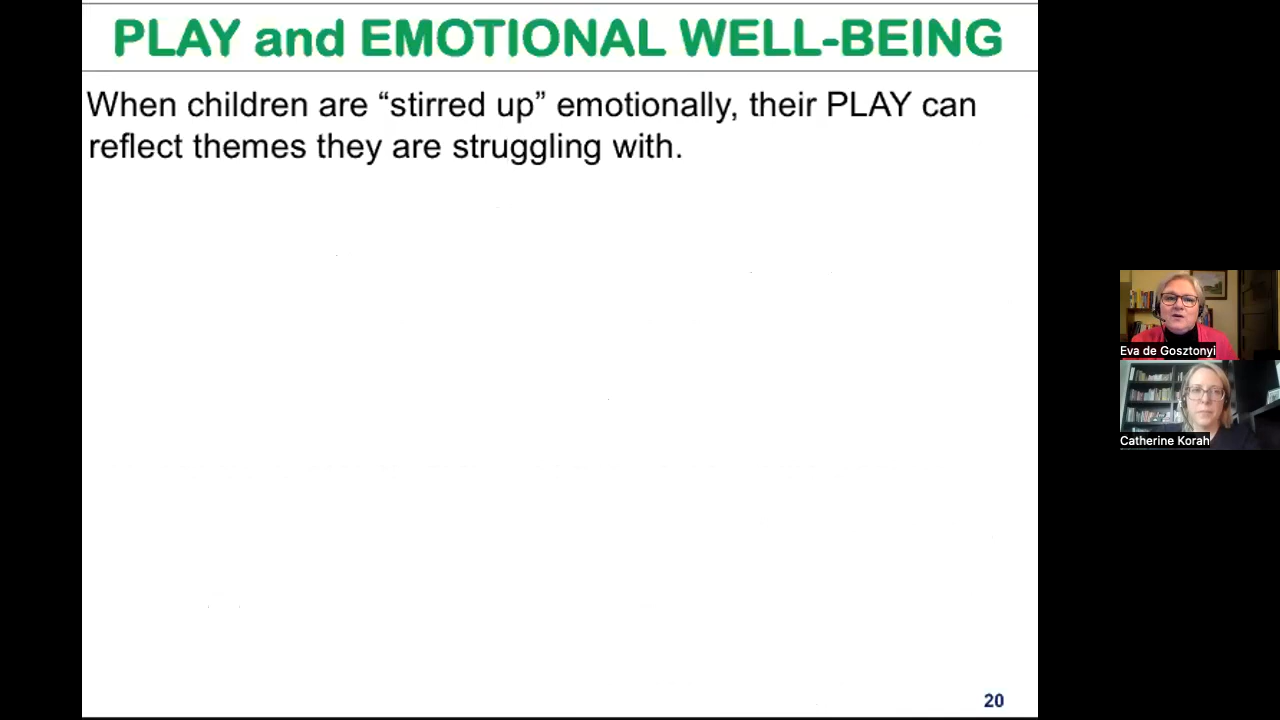 PLAY and EMOTIONAL WELL-BEING
When children are “stirred up” emotionally, their PLAY can
reflect themes they are struggling with.
Eva de Gosztonyi
Catherine Korah
20